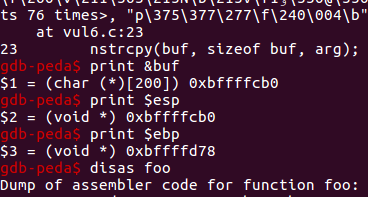 ts 76 times>, "p\375\377\277\f\240\004\b"
at vul6.c:23
23 nstrcpy(buf, sizeof buf, arg);
gdb-peda$ print &buf
$1 = (char (*)[200]) 0xbffffcb0
gdb-peda$ print $esp
$2 = (void *) 0xbffffcb0
gdb-peda$ print $ebp
$3 = (void *) 0xbffffd78
gdb-peda$ disas foo
Dump of assembler code for function foo: